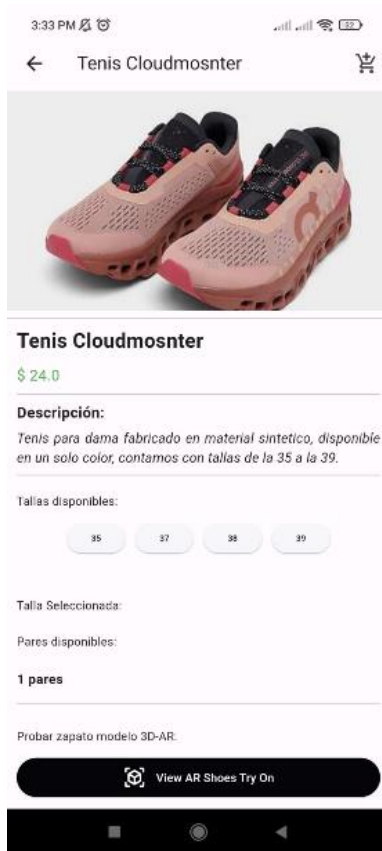 3:33 PM
32
Tenis Cloudmosnter
Tenis Cloudmosnter
$ 24.0
Descripción:
Tenis para dama fabricado en material sintetico, disponible
en un solo color, contamos con tallas de la 35 a la 39.
Tallas disponibles:
35 37 38 39
Talla Seleccionada:
Pares disponibles:
1 pares
Probar zapato modelo 3D-AR:
View AR Shoes Try On